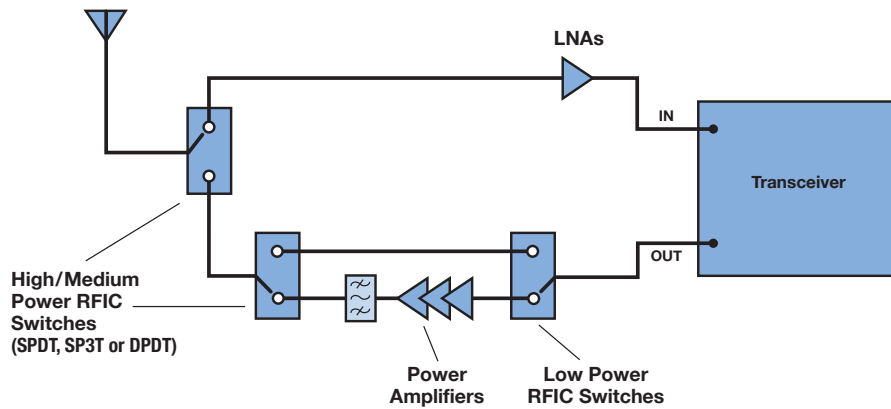 LNAs
IN
Transceiver
OUT
High/Medium
Power RFIC
Switches
(SPDT, SP3T or DPDT)
Power
Amplifiers
Low Power
RFIC Switches